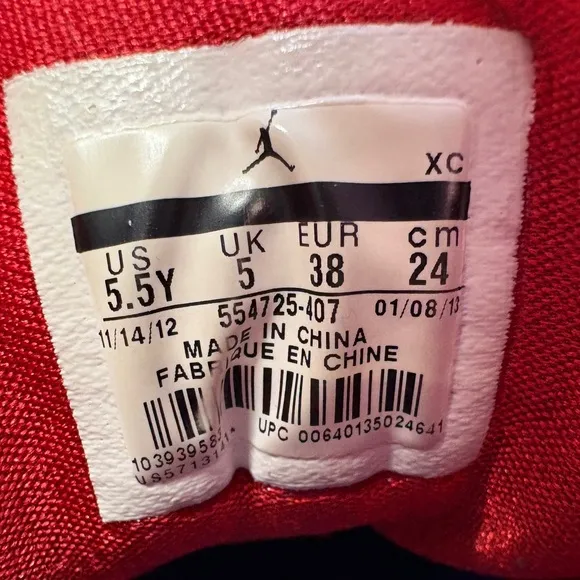 XC
US UK EUR cm
5.5Y 5 38 24
11/14/12 554725-407 01/08/13
MADE IN CHINA
FABRIQUE EN CHINE
UPC 00640135024641